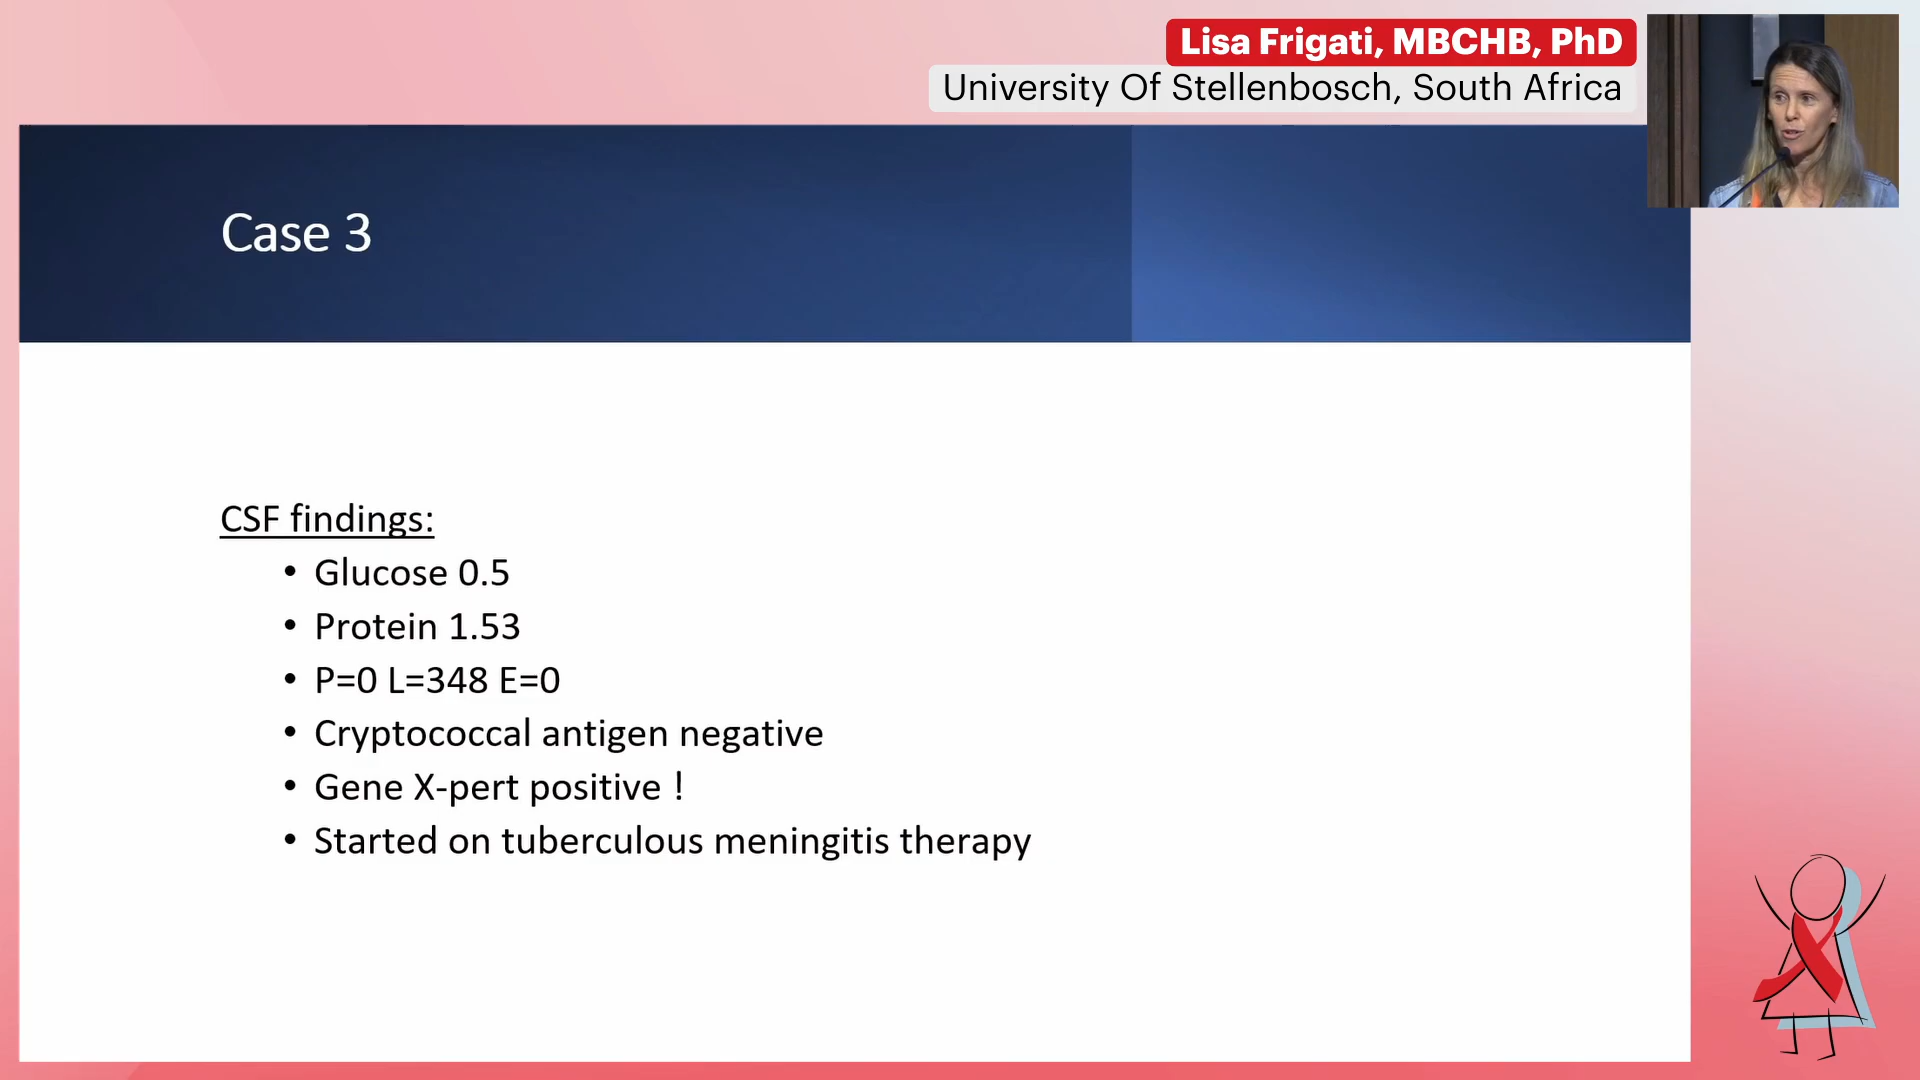 Lisa Frigati, MBCHB, PhD
University Of Stellenbosch, South Africa
Case 3
CSF findings:
• Glucose 0.5
• Protein 1.53
• P=0 L=348 E=0
• Cryptococcal antigen negative
• Gene X-pert positive !
• Started on tuberculous meningitis therapy